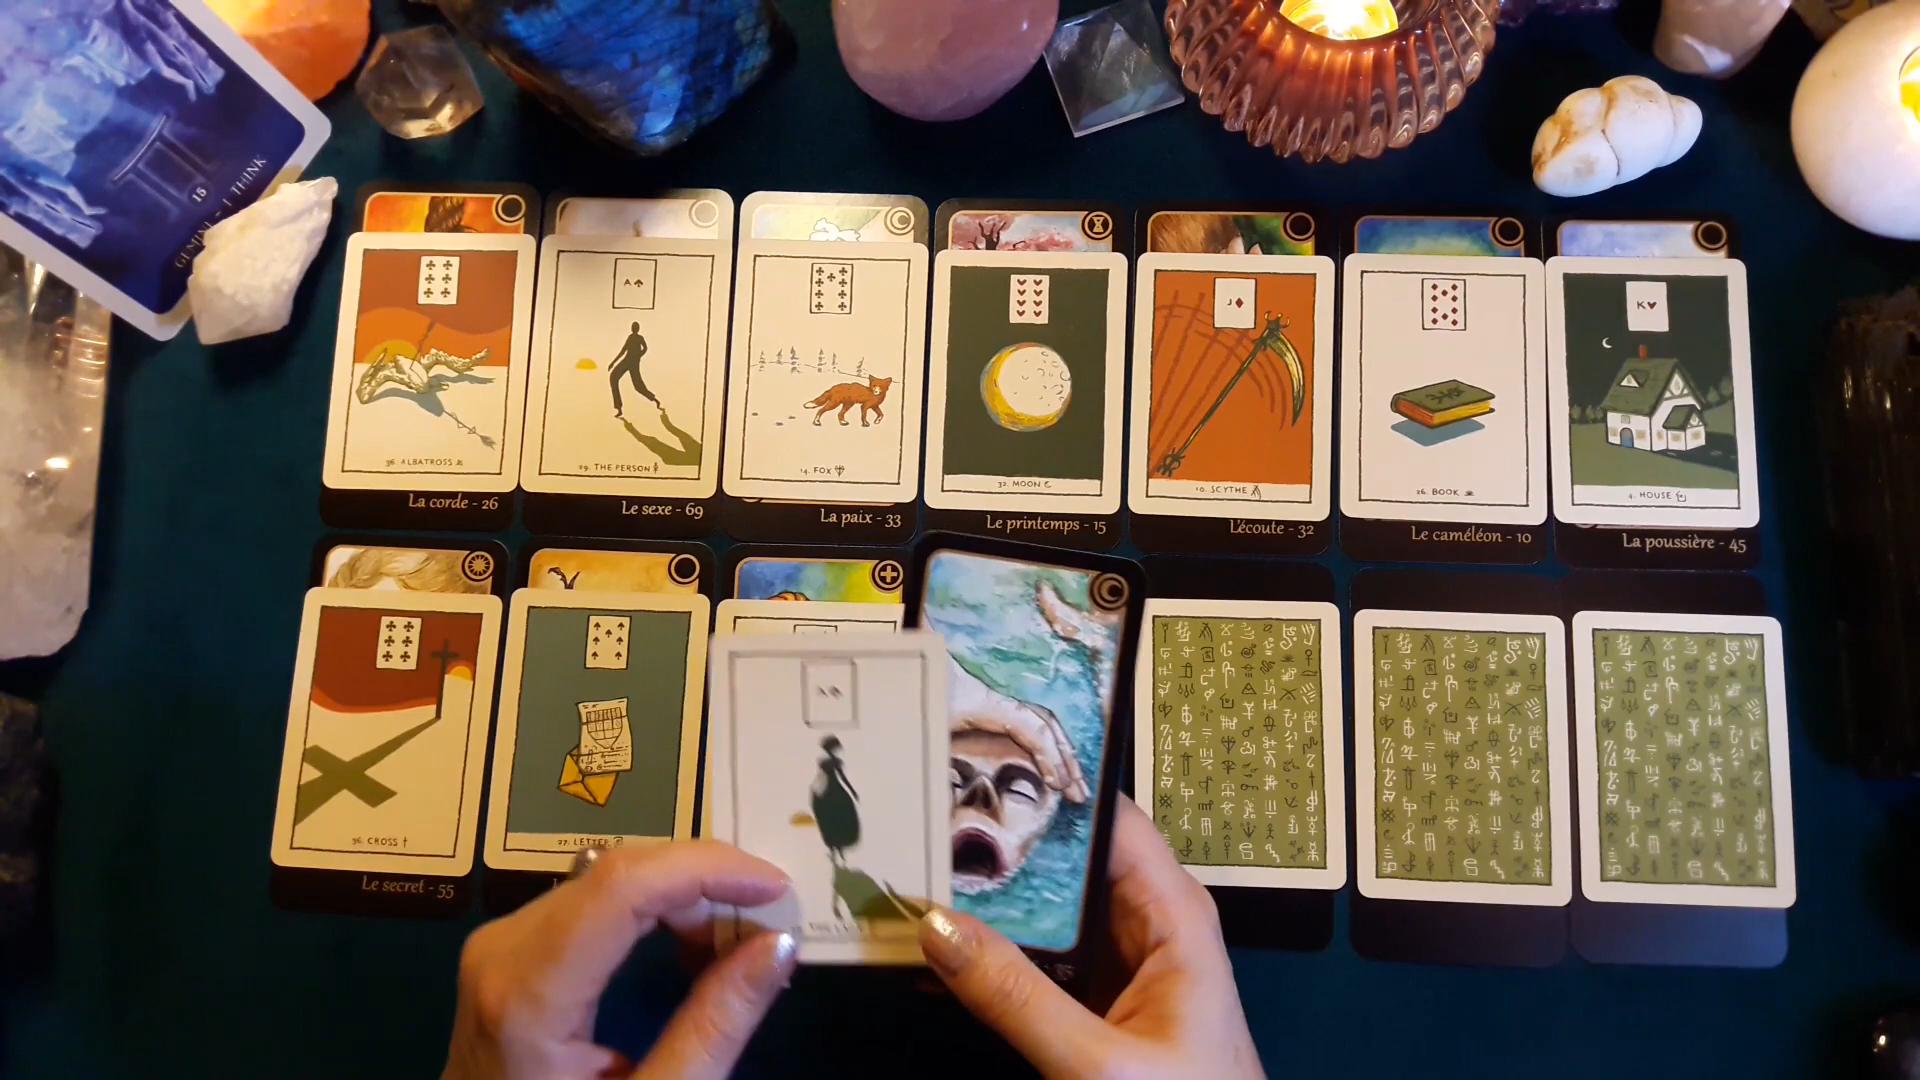 15
GEMINI - I THINK
A♠
J♦
K♥
36. ALBATROSS
29. THE PERSON
14. FOX
32. MOON
10. SCYTHE
26. BOOK
4. HOUSE
La corde - 26
Le sexe - 69
La paix - 33
Le printemps - 15
L'écoute - 32
Le caméléon - 10
La poussière - 45
36. CROSS
27. LETTER
Le secret - 55